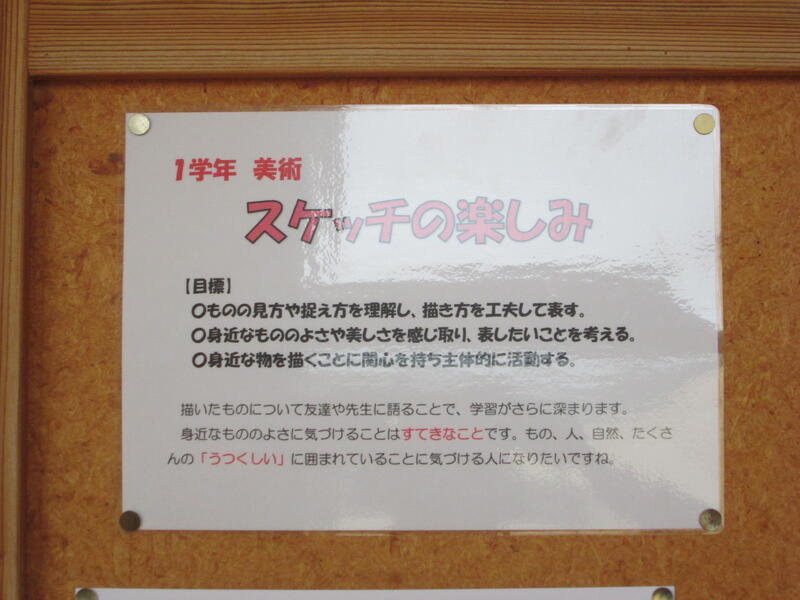 1学年 美術
スケッチの楽しみ
【目標】
○ものの見方や捉え方を理解し、描き方を工夫して表す。
○身近なもののよさや美しさを感じ取り、表したいことを考える。
○身近な物を描くことに関心を持ち主体的に活動する。
描いたものについて友達や先生に語ることで、学習がさらに深まります。
身近なもののよさに気づけることはすてきなことです。もの、人、自然、たくさ
んの「うつくしい」に囲まれていることに気づける人になりたいですね。